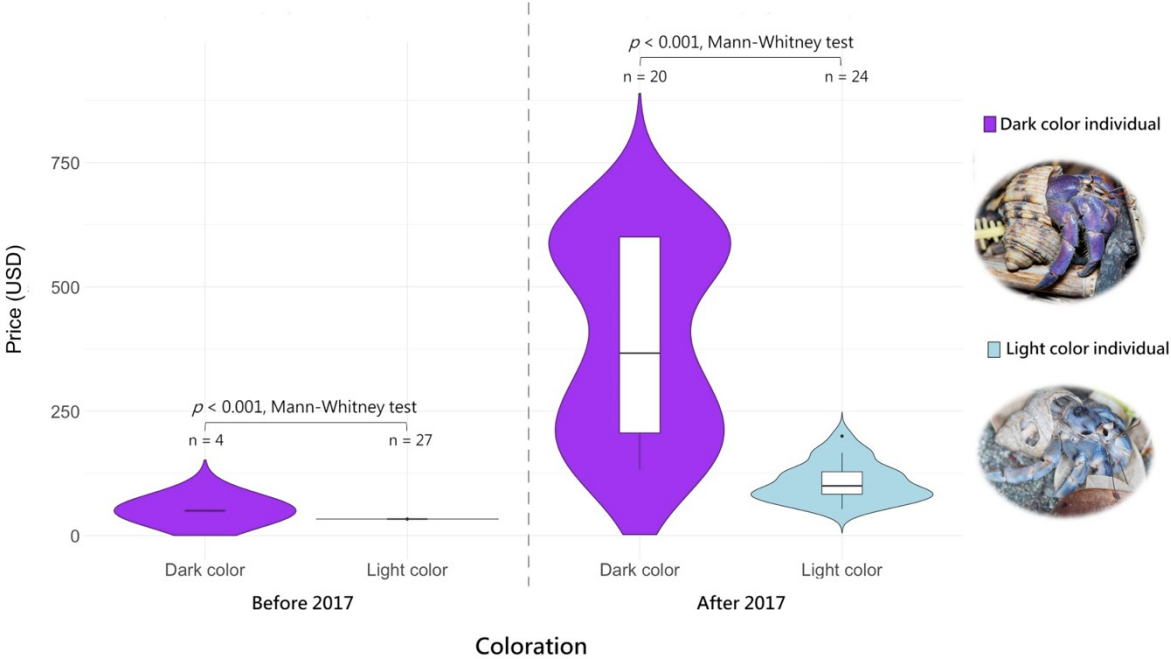 p < 0.001, Mann-Whitney test
n = 20
n = 24
Dark color individual
750
Price (USD)
500
Light color individual
250
p < 0.001, Mann-Whitney test
n = 4
n = 27
0
Dark color
Light color
Dark color
Light color
Before 2017
After 2017
Coloration